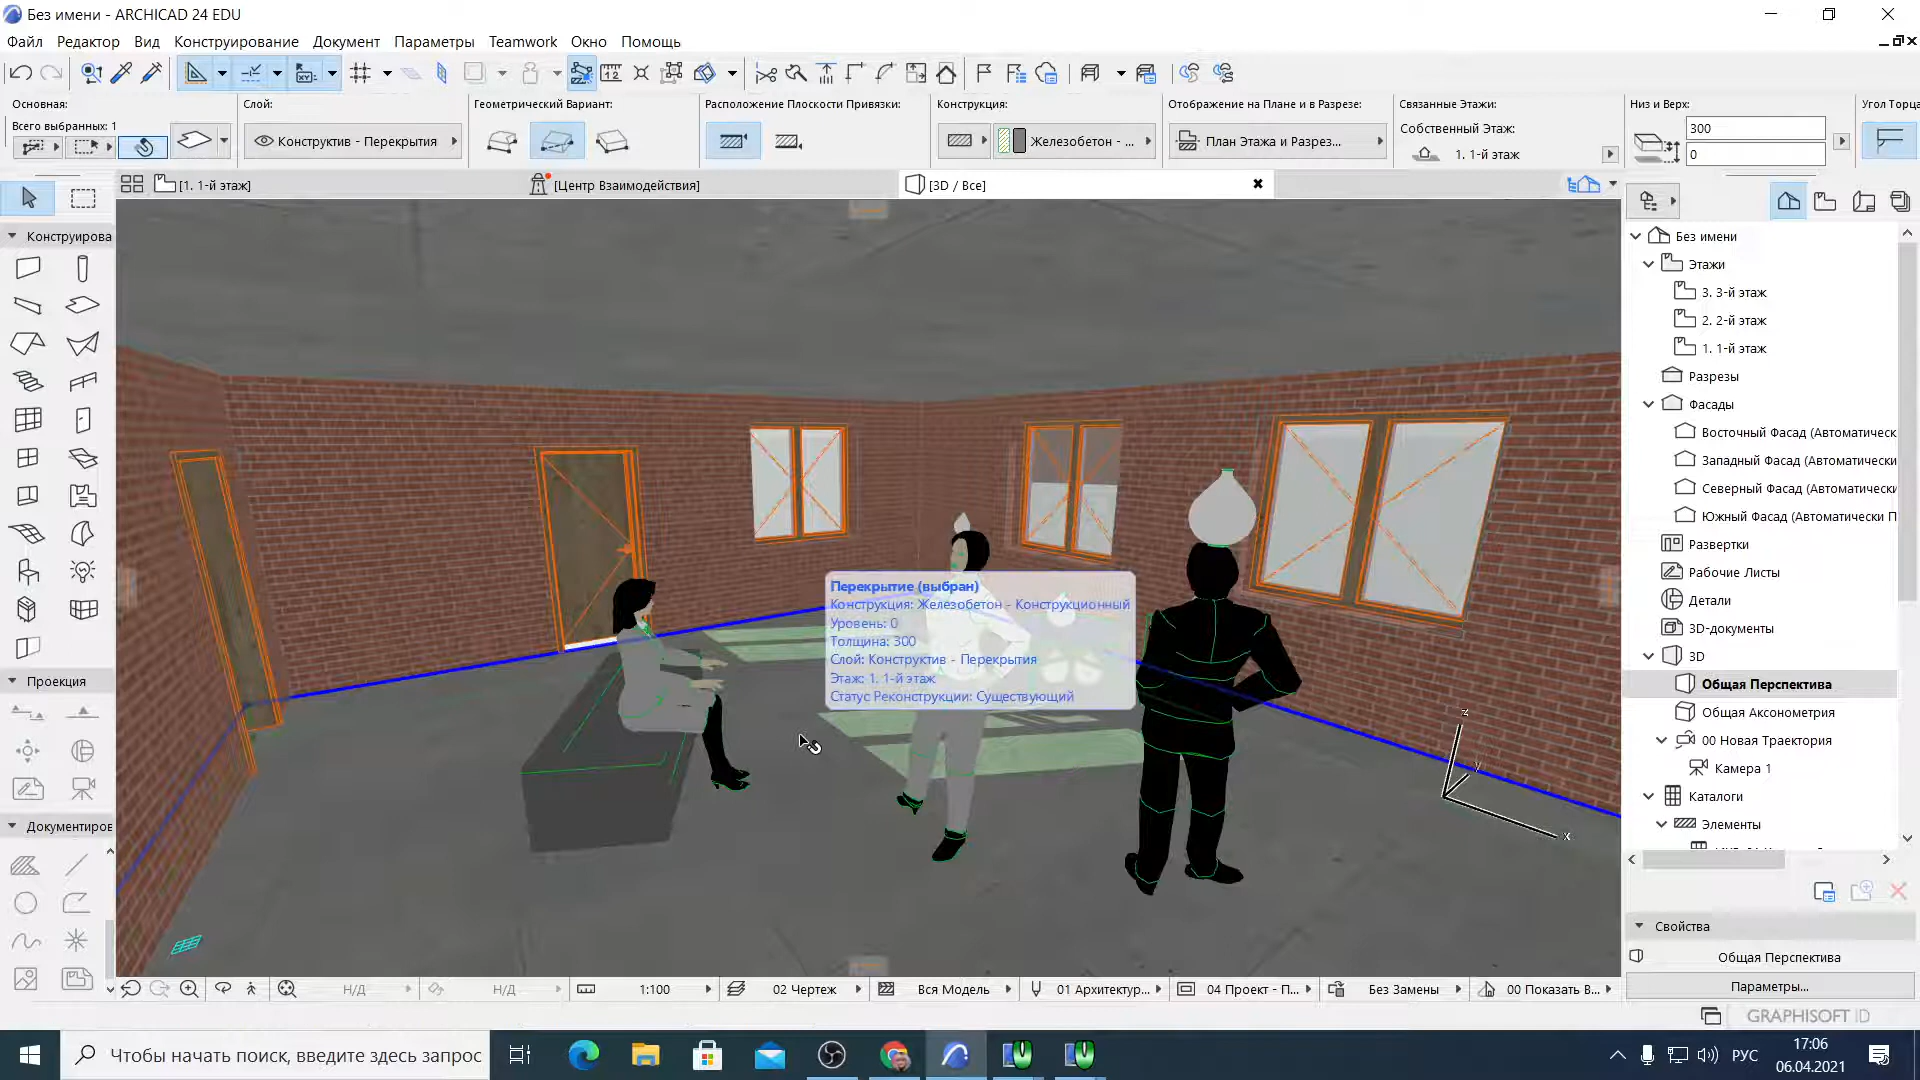 Без имени - ARCHICAD 24 EDU
Файл Редактор Вид Конструирование Документ Параметры Teamwork Окно Помощь
Основная:
Всего выбранных: 1
Слой:
Конструктив - Перекрытия
Геометрический Вариант:
Расположение Плоскости Привязки:
Конструкция:
Железобетон - ...
Отображение на Плане и в Разрезе:
План Этажа и Разрез...
Связанные Этажи:
Собственный Этаж:
1. 1-й этаж
Низ и Верх:
300
0
Угол Торца
[1. 1-й этаж]
[Центр Взаимодействия]
[3D / Все]
Конструирова
Проекция
Документиров
Перекрытие (выбран)
Конструкция: Железобетон - Конструкционный
Уровень: 0
Толщина: 300
Слой: Конструктив - Перекрытия
Этаж: 1. 1-й этаж
Статус Реконструкции: Существующий
z
y
x
Без имени
Этажи
3. 3-й этаж
2. 2-й этаж
1. 1-й этаж
Разрезы
Фасады
Восточный Фасад (Автоматическ
Западный Фасад (Автоматически
Северный Фасад (Автоматически
Южный Фасад (Автоматически П
Развертки
Рабочие Листы
Детали
3D-документы
3D
Общая Перспектива
Общая Аксонометрия
00 Новая Траектория
Камера 1
Каталоги
Элементы
Свойства
Общая Перспектива
Параметры...
Н/Д
Н/Д
1:100
02 Чертеж
Вся Модель
01 Архитектур...
04 Проект - П...
Без Замены
00 Показать В...
GRAPHISOFT ID
Чтобы начать поиск, введите здесь запрос
РУС
17:06
06.04.2021